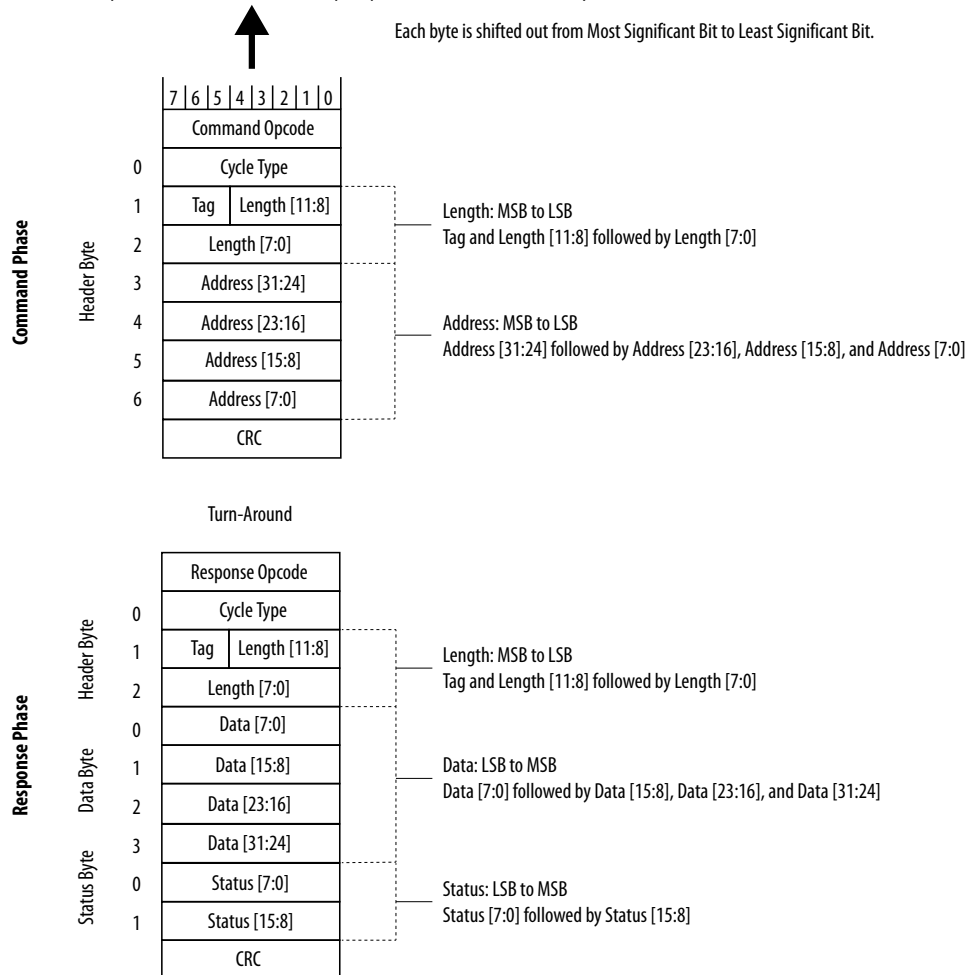 Each byte is shifted out from Most Significant Bit to Least Significant Bit.
7 6 5 4 3 2 1 0
Command Opcode
0 Cycle Type
1 Tag Length [11:8]
2 Length [7:0]
3 Address [31:24]
4 Address [23:16]
5 Address [15:8]
6 Address [7:0]
CRC
Command Phase
Header Byte
Length: MSB to LSB
Tag and Length [11:8] followed by Length [7:0]
Address: MSB to LSB
Address [31:24] followed by Address [23:16], Address [15:8], and Address [7:0]
Turn-Around
Response Opcode
0 Cycle Type
1 Tag Length [11:8]
2 Length [7:0]
0 Data [7:0]
1 Data [15:8]
2 Data [23:16]
3 Data [31:24]
0 Status [7:0]
1 Status [15:8]
CRC
Response Phase
Header Byte
Data Byte
Status Byte
Length: MSB to LSB
Tag and Length [11:8] followed by Length [7:0]
Data: LSB to MSB
Data [7:0] followed by Data [15:8], Data [23:16], and Data [31:24]
Status: LSB to MSB
Status [7:0] followed by Status [15:8]